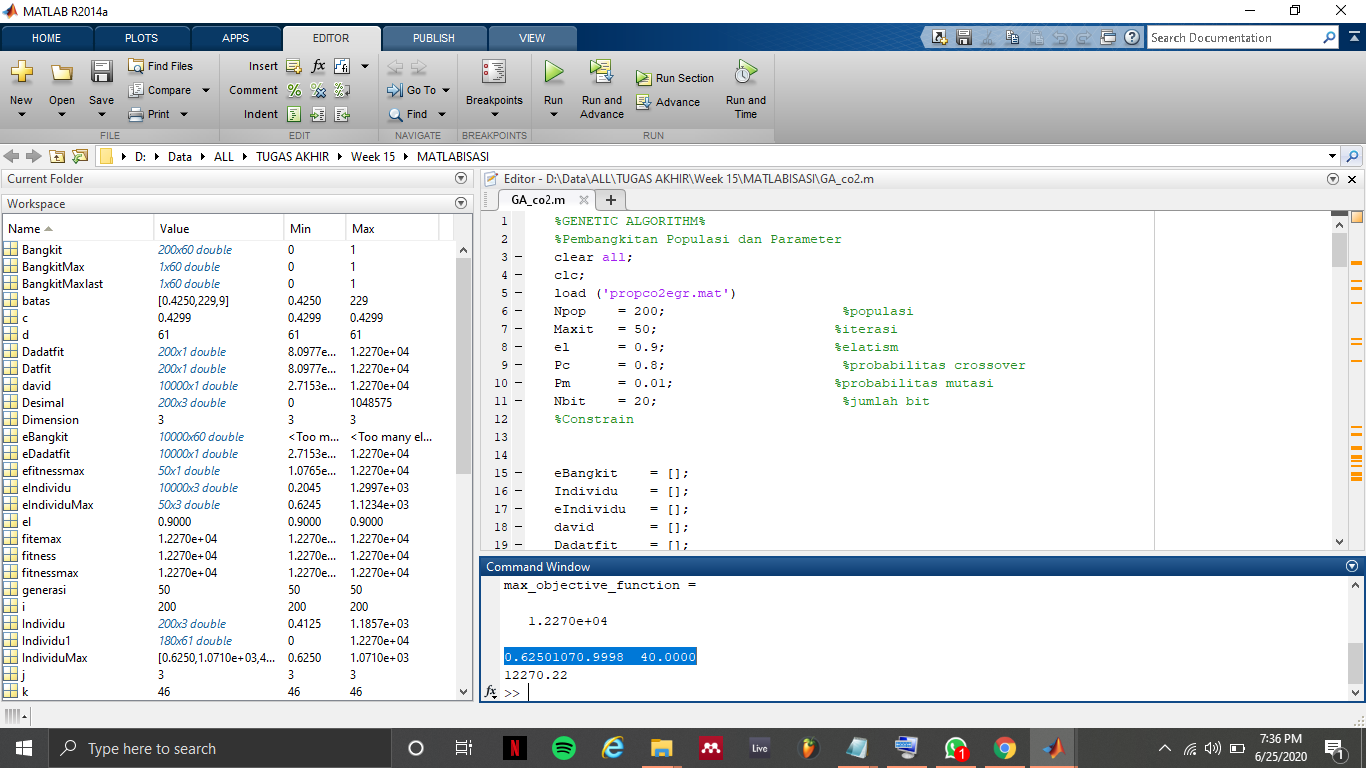 MATLAB R2014a
HOME PLOTS APPS EDITOR PUBLISH VIEW
Search Documentation
New Open Save
Find Files
Compare
Print
Insert fx
Comment
Indent
Go To
Find
Breakpoints
Run
Run and Advance
Run Section
Advance
Run and Time
FILE EDIT NAVIGATE BREAKPOINTS RUN
D: Data ALL TUGAS AKHIR Week 15 MATLABISASI
Current Folder
Workspace
Name Value Min Max
Bangkit 200x60 double 0 1
BangkitMax 1x60 double 0 1
BangkitMaxlast 1x60 double 0 1
batas [0.4250,229,9] 0.4250 229
c 0.4299 0.4299 0.4299
d 61 61 61
Dadatfit 200x1 double 8.0977e... 1.2270e+04
Datfit 200x1 double 8.0977e... 1.2270e+04
david 10000x1 double 2.7153e... 1.2270e+04
Desimal 200x3 double 0 1048575
Dimension 3 3 3
eBangkit 10000x60 double <Too m... <Too many el...
eDadatfit 10000x1 double 2.7153e... 1.2270e+04
efitnessmax 50x1 double 1.0765e... 1.2270e+04
eIndividu 10000x3 double 0.2045 1.2997e+03
eIndividuMax 50x3 double 0.6245 1.1234e+03
el 0.9000 0.9000 0.9000
fitemax 1.2270e+04 1.2270e... 1.2270e+04
fitness 1.2270e+04 1.2270e... 1.2270e+04
fitnessmax 1.2270e+04 1.2270e... 1.2270e+04
generasi 50 50 50
i 200 200 200
Individu 200x3 double 0.4125 1.1857e+03
Individu1 180x61 double 0 1.2270e+04
IndividuMax [0.6250,1.0710e+03,4... 0.6250 1.0710e+03
j 3 3 3
k 46 46 46
Editor - D:\Data\ALL\TUGAS AKHIR\Week 15\MATLABISASI\GA_co2.m
GA_co2.m
1 %GENETIC ALGORITHM%
2 %Pembangkitan Populasi dan Parameter
3 – clear all;
4 – clc;
5 – load ('propco2egr.mat')
6 – Npop = 200; %populasi
7 – Maxit = 50; %iterasi
8 – el = 0.9; %elatism
9 – Pc = 0.8; %probabilitas crossover
10 – Pm = 0.01; %probabilitas mutasi
11 – Nbit = 20; %jumlah bit
12 %Constrain
13
14
15 – eBangkit = [];
16 – Individu = [];
17 – eIndividu = [];
18 – david = [];
19 – Dadatfit = [];
Command Window
max_objective_function =
1.2270e+04
0.62501070.9998 40.0000
12270.22
fx >>
Type here to search
Live
1
7:36 PM
6/25/2020
1